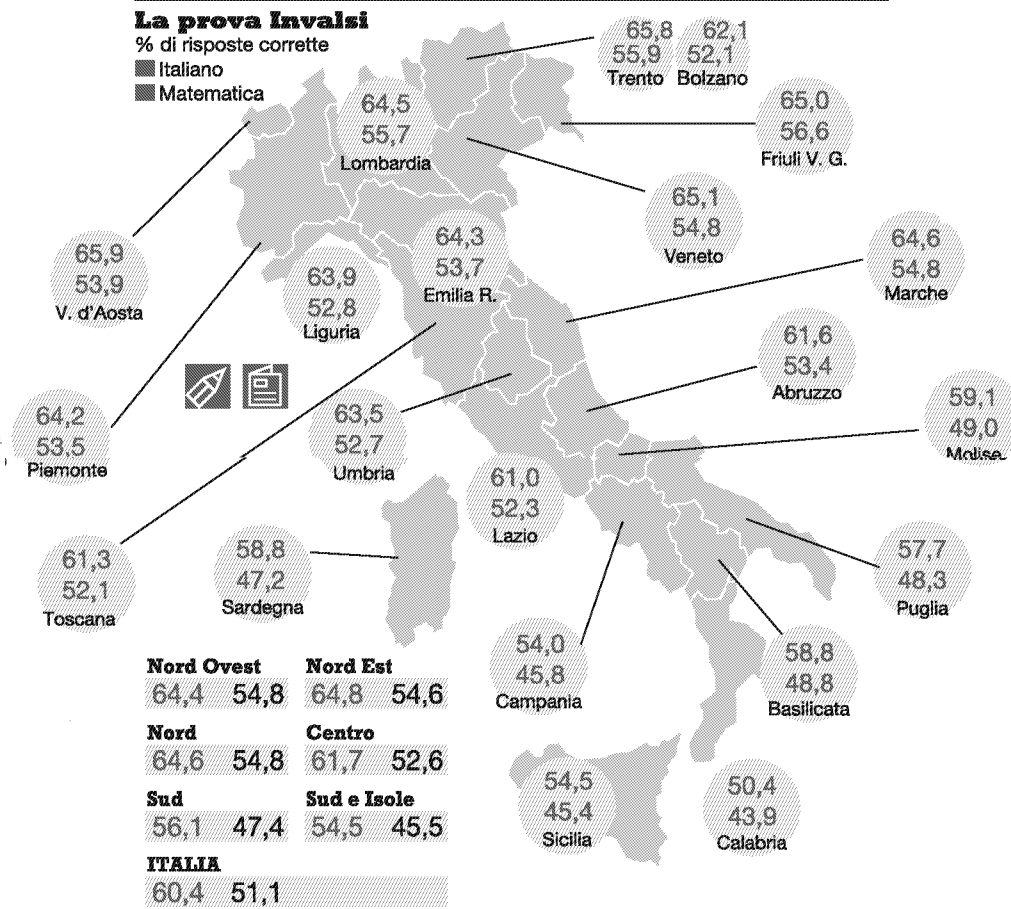 La prova Invalsi
% di risposte corrette
Italiano
Matematica
65,8
55,9
Trento
62,1
52,1
Bolzano
64,5
55,7
Lombardia
65,0
56,6
Friuli V. G.
65,1
54,8
Veneto
65,9
53,9
V. d'Aosta
63,9
52,8
Liguria
64,3
53,7
Emilia R.
64,6
54,8
Marche
61,6
53,4
Abruzzo
64,2
53,5
Piemonte
63,5
52,7
Umbria
59,1
49,0
Molise
61,0
52,3
Lazio
61,3
52,1
Toscana
58,8
47,2
Sardegna
57,7
48,3
Puglia
54,0
45,8
Campania
58,8
48,8
Basilicata
54,5
45,4
Sicilia
50,4
43,9
Calabria
Nord Ovest
64,4 54,8
Nord Est
64,8 54,6
Nord
64,6 54,8
Centro
61,7 52,6
Sud
56,1 47,4
Sud e Isole
54,5 45,5
ITALIA
60,4 51,1